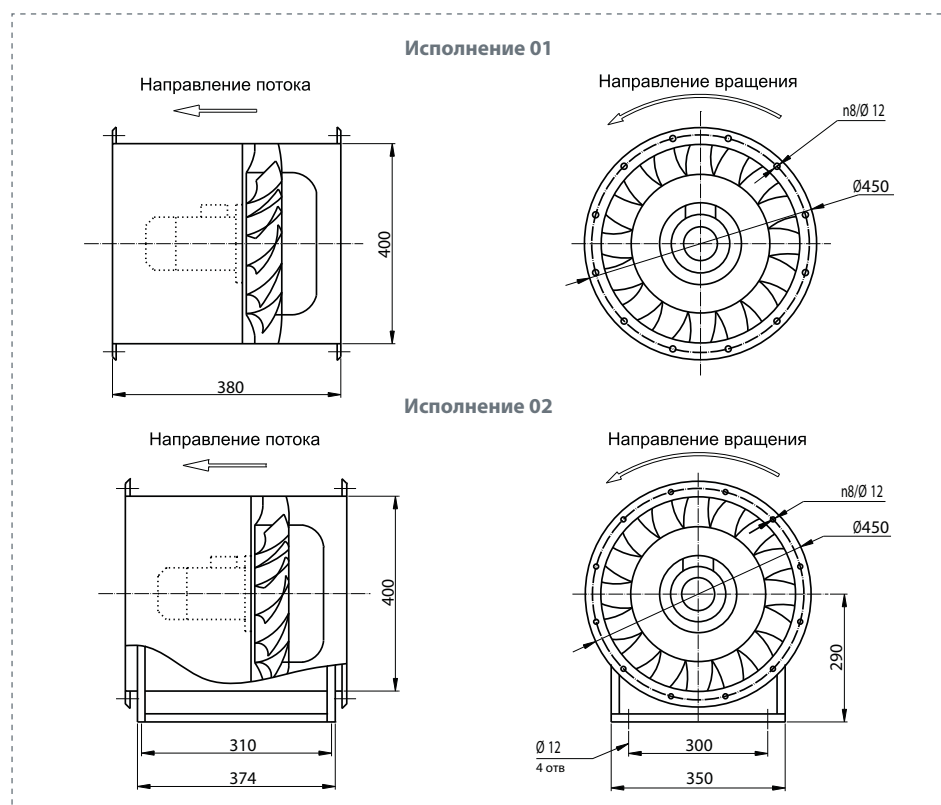 Исполнение 01
Направление потока
Направление вращения
n8/Ø 12
Ø450
400
380
Исполнение 02
Направление потока
Направление вращения
n8/Ø 12
Ø450
400
290
310
374
Ø 12
4 отв
300
350